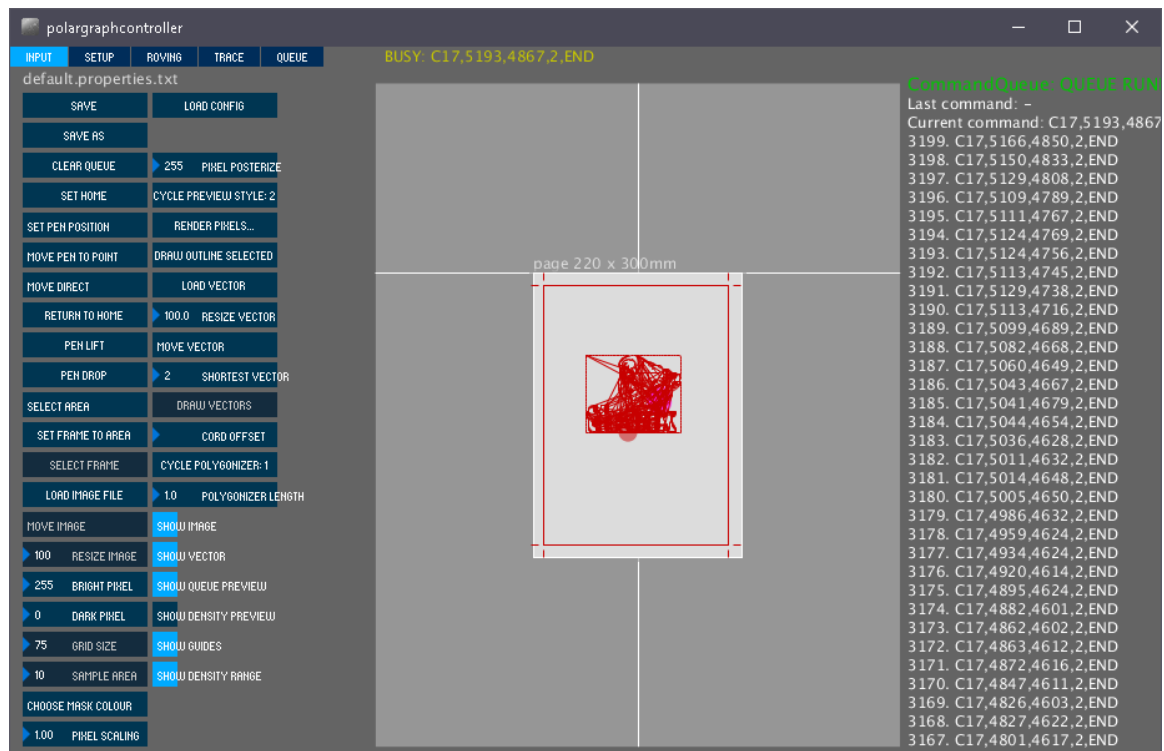 polargraphcontroller
INPUT SETUP ROVING TRACE QUEUE
BUSY: C17,5193,4867,2,END
default.properties.txt
SAVE LOAD CONFIG
SAVE AS
CLEAR QUEUE 255 PIXEL POSTERIZE
SET HOME CYCLE PREVIEW STYLE: 2
SET PEN POSITION RENDER PIXELS...
MOVE PEN TO POINT DRAW OUTLINE SELECTED
MOVE DIRECT LOAD VECTOR
RETURN TO HOME 100.0 RESIZE VECTOR
PEN LIFT MOVE VECTOR
PEN DROP 2 SHORTEST VECTOR
SELECT AREA DRAW VECTORS
SET FRAME TO AREA CORD OFFSET
SELECT FRAME CYCLE POLYGONIZER: 1
LOAD IMAGE FILE 1.0 POLYGONIZER LENGTH
MOVE IMAGE SHOW IMAGE
100 RESIZE IMAGE SHOW VECTOR
255 BRIGHT PIXEL SHOW QUEUE PREVIEW
0 DARK PIXEL SHOW DENSITY PREVIEW
75 GRID SIZE SHOW GUIDES
10 SAMPLE AREA SHOW DENSITY RANGE
CHOOSE MASK COLOUR
1.00 PIXEL SCALING
page 220 x 300mm
CommandQueue: QUEUE RUN
Last command: -
Current command: C17,5193,4867
3199. C17,5166,4850,2,END
3198. C17,5150,4833,2,END
3197. C17,5129,4808,2,END
3196. C17,5109,4789,2,END
3195. C17,5111,4767,2,END
3194. C17,5124,4769,2,END
3193. C17,5124,4756,2,END
3192. C17,5113,4745,2,END
3191. C17,5129,4738,2,END
3190. C17,5113,4716,2,END
3189. C17,5099,4689,2,END
3188. C17,5082,4668,2,END
3187. C17,5060,4649,2,END
3186. C17,5043,4667,2,END
3185. C17,5041,4679,2,END
3184. C17,5044,4654,2,END
3183. C17,5036,4628,2,END
3182. C17,5011,4632,2,END
3181. C17,5014,4648,2,END
3180. C17,5005,4650,2,END
3179. C17,4986,4632,2,END
3178. C17,4959,4624,2,END
3177. C17,4934,4624,2,END
3176. C17,4920,4614,2,END
3175. C17,4895,4624,2,END
3174. C17,4882,4601,2,END
3173. C17,4862,4602,2,END
3172. C17,4863,4612,2,END
3171. C17,4872,4616,2,END
3170. C17,4847,4611,2,END
3169. C17,4826,4603,2,END
3168. C17,4827,4622,2,END
3167. C17,4801,4617,2,END